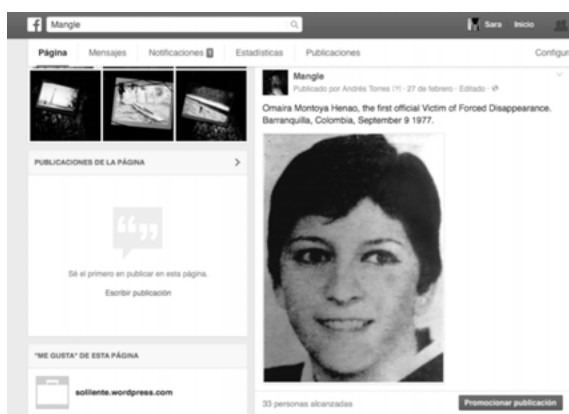 Mangle
Sara Inicio
Página Mensajes Notificaciones Estadísticas Publicaciones Configur
Mangle
Publicado por Andrés Torres [?] · 27 de febrero · Editado ·
Omaira Montoya Henao, the first official Victim of Forced Disappearance.
Barranquilla, Colombia, September 9 1977.
PUBLICACIONES DE LA PÁGINA
Sé el primero en publicar en esta página.
Escribir publicación
"ME GUSTA" DE ESTA PÁGINA
soliiente.wordpress.com
33 personas alcanzadas
Promocionar publicación